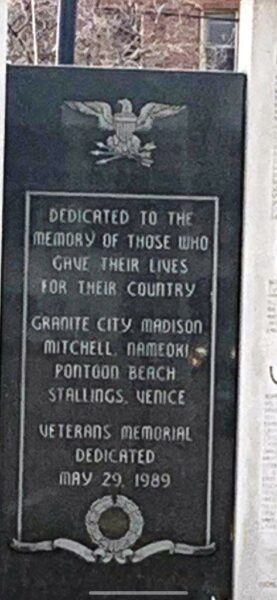 DEDICATED TO THE
MEMORY OF THOSE WHO
GAVE THEIR LIVES
FOR THEIR COUNTRY
GRANITE CITY, MADISON
MITCHELL, NAMEOKI
PONTOON BEACH
STALLINGS, VENICE
VETERANS MEMORIAL
DEDICATED
MAY 29, 1989